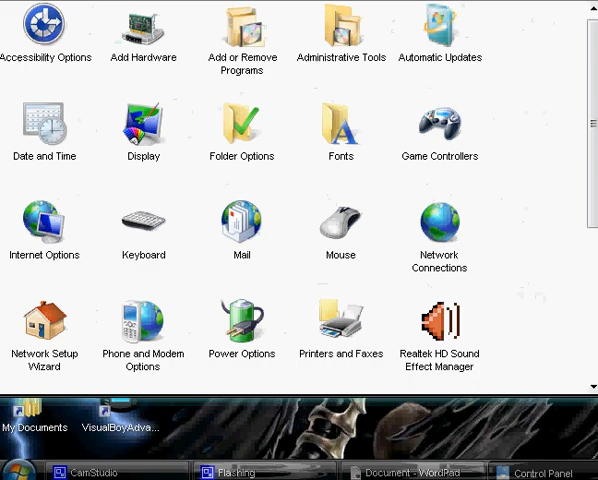 Accessibility Options
Add Hardware
Add or Remove
Programs
Administrative Tools
Automatic Updates
Date and Time
Display
Folder Options
Fonts
Game Controllers
Internet Options
Keyboard
Mail
Mouse
Network
Connections
Network Setup
Wizard
Phone and Modem
Options
Power Options
Printers and Faxes
Realtek HD Sound
Effect Manager
My Documents
VisualBoyAdva...
CamStudio
Flashing
Document - WordPad
Control Panel